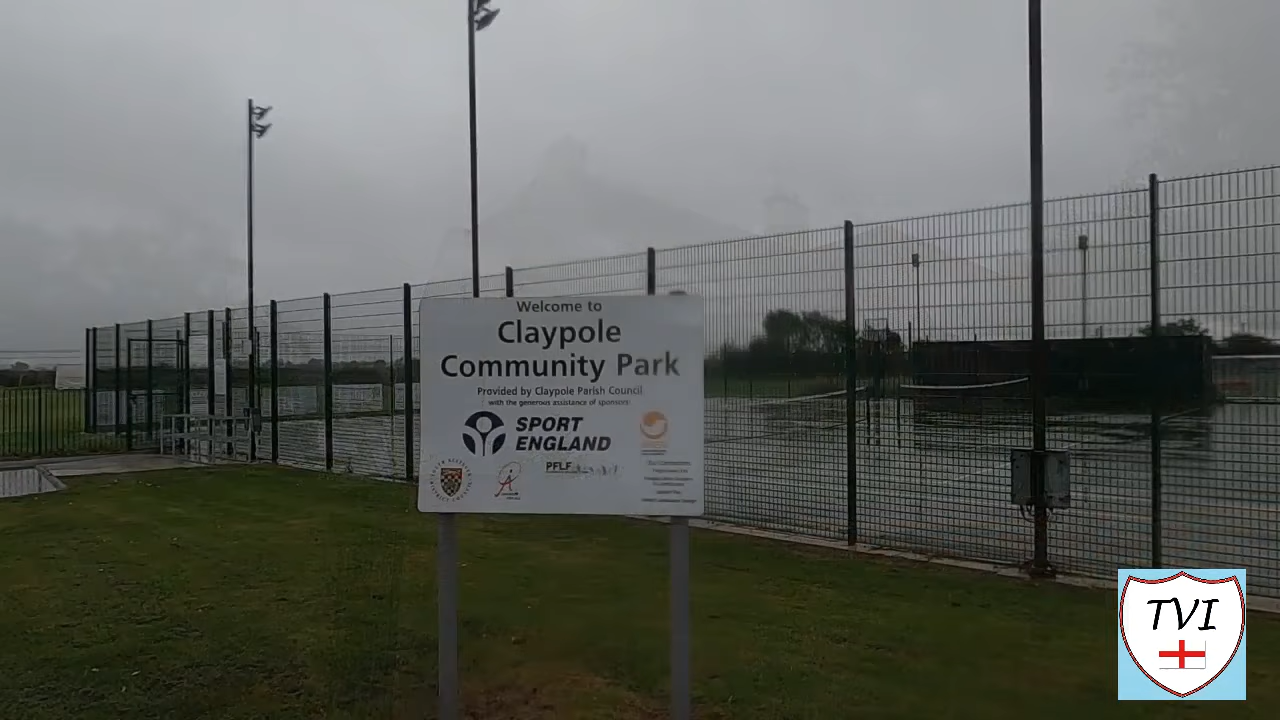 Welcome to
Claypole
Community Park
Provided by Claypole Parish Council
with the generous assistance of sponsors:
SPORT
ENGLAND
PFLF
TVI